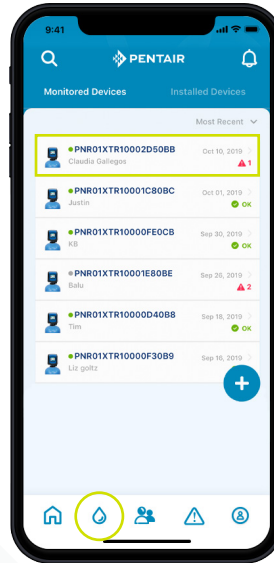 9:41
PENTAIR
Monitored Devices Installed Devices
Most Recent
PNR01XTR10002D50BB Oct 10, 2019
Claudia Gallegos 1
PNR01XTR10001C80BC Oct 01, 2019
Justin OK
PNR01XTR10000FE0CB Sep 30, 2019
KB OK
PNR01XTR10001E80BE Sep 26, 2019
Balu 2
PNR01XTR10000D40B8 Sep 18, 2019
Tim OK
PNR01XTR10000F30B9 Sep 16, 2019
Liz goltz